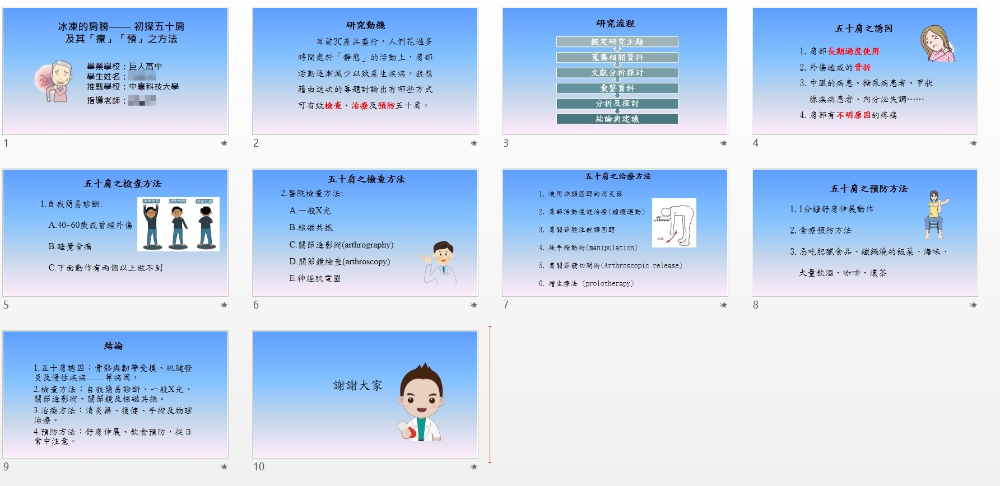 冰凍的肩膀—— 初探五十肩
及其「療」「預」之方法
畢業學校：巨人高中
學生姓名：
推甄學校：中臺科技大學
指導老師：
1
研究動機
目前3C產品盛行，人們花過多
時間處於「靜態」的活動上，肩部
活動逐漸減少以致產生疾病。我想
藉由這次的專題討論出有哪些方式
可有效檢查、治療及預防五十肩。
2
研究流程
擬定研究主題
蒐集相關資料
文獻分析探討
彙整資料
分析及探討
結論與建議
3
五十肩之誘因
1. 肩部長期過度使用
2. 外傷造成的骨折
3. 中風的病患、糖尿病患者、甲狀
腺疾病患者、內分泌失調……
4. 肩部有不明原因的疼痛
4
五十肩之檢查方法
1.自我簡易診斷:
A.40~60歲或曾經外傷
B.睡覺會痛
C.下面動作有兩個以上做不到
5
五十肩之檢查方法
2.醫院檢查方法:
A.一般X光
B.核磁共振
C.關節造影術(arthrography)
D.關節鏡檢查(arthroscopy)
E.神經肌電圖
6
五十肩之治療方法
1. 使用非類固醇的消炎藥
2. 肩部活動復健治療(鐘擺運動)
3. 肩關節腔注射類固醇
4. 徒手授動術(manipulation)
5. 肩關節鏡切開術(Arthroscopic release)
6. 增生療法 (prolotherapy)
7
五十肩之預防方法
1. 1分鐘舒肩伸展動作
2. 食療預防方法
3. 忌吃肥膩食品、鐵鍋燒的飯菜、海味、
大量飲酒、咖啡、濃茶
8
結論
1.五十肩誘因：骨骼與韌帶受損、肌腱發
炎及慢性疾病……等病因。
2.檢查方法：自我簡易診斷、一般X光、
關節造影術、關節鏡及核磁共振。
3.治療方法：消炎藥、復健、手術及物理
治療。
4.預防方法：舒肩伸展、飲食預防，從日
常中注意。
9
謝謝大家
10